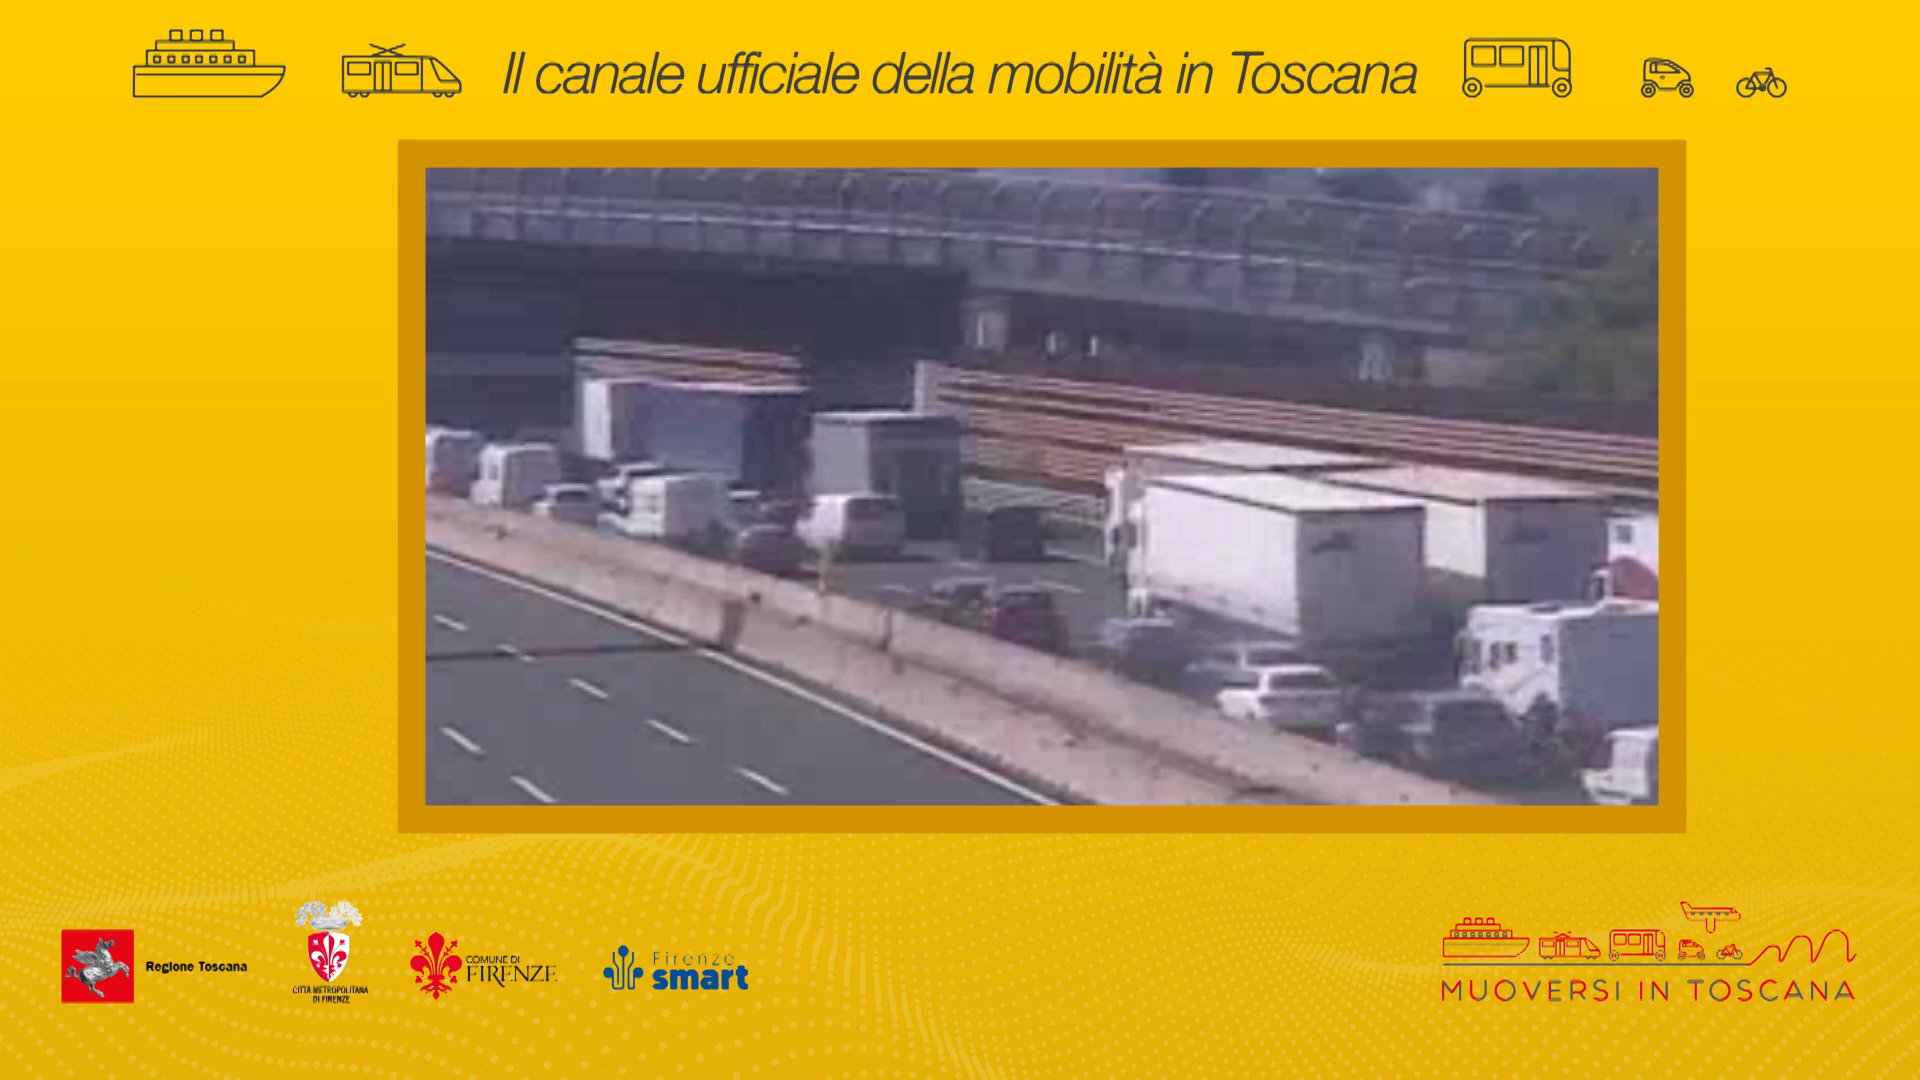 Il canale ufficiale della mobilità in Toscana
Regione Toscana
CITTÀ METROPOLITANA
DI FIRENZE
COMUNE DI
FIRENZE
Firenze
smart
MUOVERSI IN TOSCANA